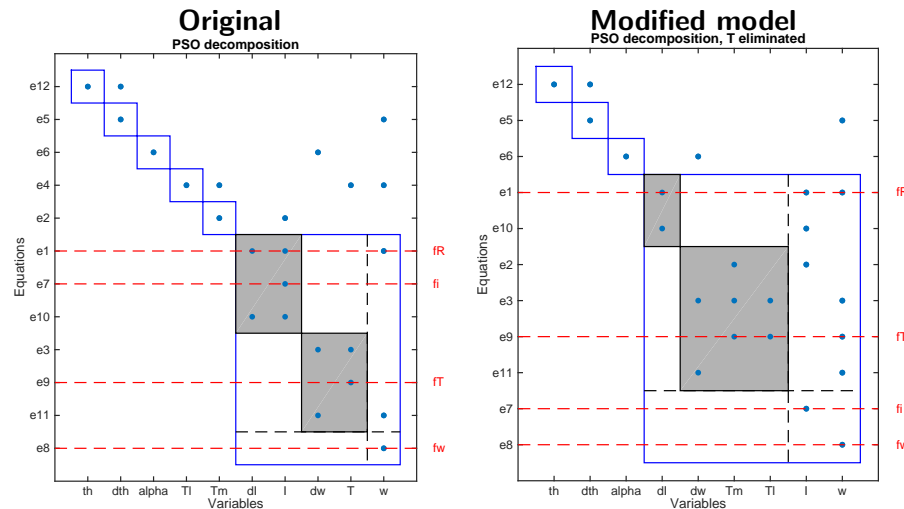 Original
PSO decomposition
Equations
e12
e5
e6
e4
e2
e1
e7
e10
e3
e9
e11
e8
fR
fi
fT
fw
th dth alpha Tl Tm dI I dw T w
Variables
Modified model
PSO decomposition, T eliminated
Equations
e12
e5
e6
e1
e10
e2
e3
e9
e11
e7
e8
fR
fT
fi
fw
th dth alpha dI dw Tm Tl I w
Variables